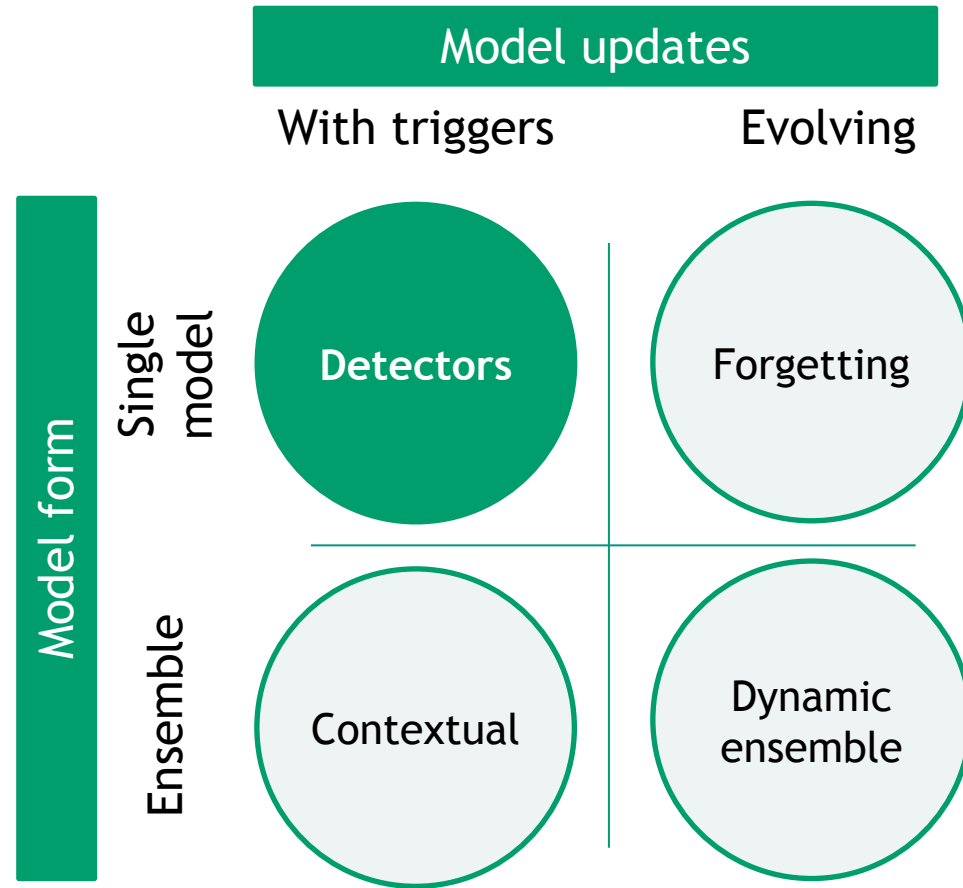 Model updates
With triggers
Evolving
Model form
Single
model
Detectors
Forgetting
Ensemble
Contextual
Dynamic
ensemble